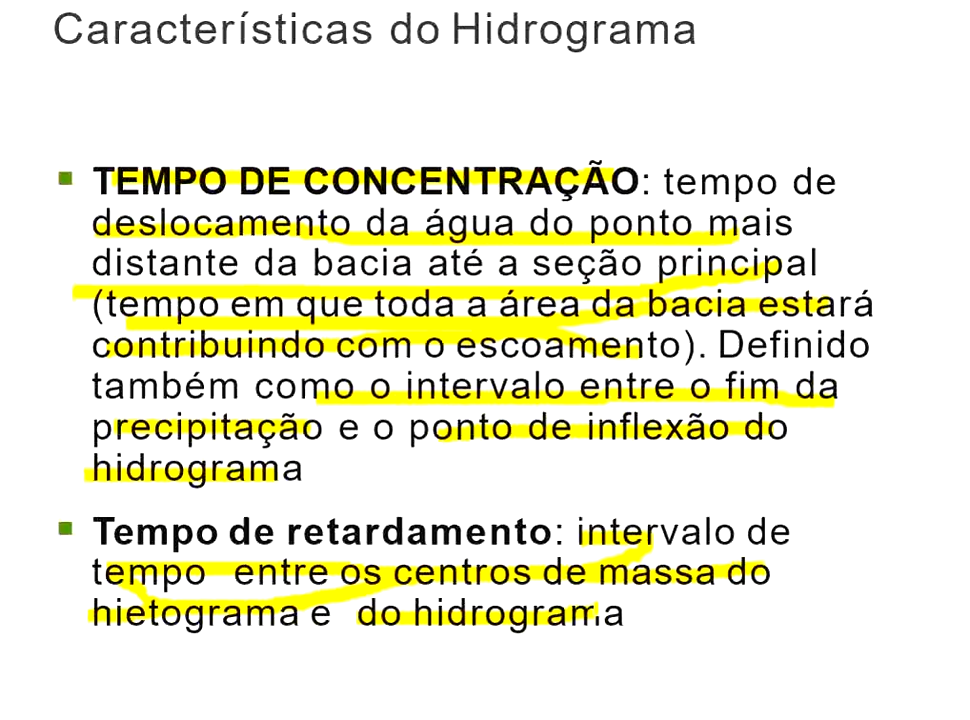 Características do Hidrograma
TEMPO DE CONCENTRAÇÃO: tempo de
deslocamento da água do ponto mais
distante da bacia até a seção principal
(tempo em que toda a área da bacia estará
contribuindo com o escoamento). Definido
também como o intervalo entre o fim da
precipitação e o ponto de inflexão do
hidrograma
Tempo de retardamento: intervalo de
tempo entre os centros de massa do
hietograma e do hidrograma